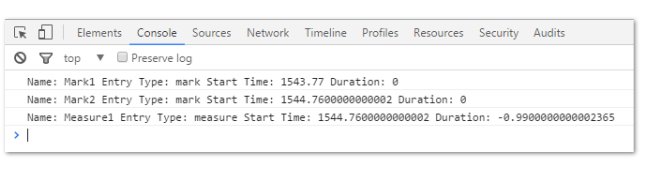 Elements Console Sources Network Timeline Profiles Resources Security Audits
top ▼ Preserve log
Name: Mark1 Entry Type: mark Start Time: 1543.77 Duration: 0
Name: Mark2 Entry Type: mark Start Time: 1544.7600000000002 Duration: 0
Name: Measure1 Entry Type: measure Start Time: 1544.7600000000002 Duration: -0.9900000000002365
>